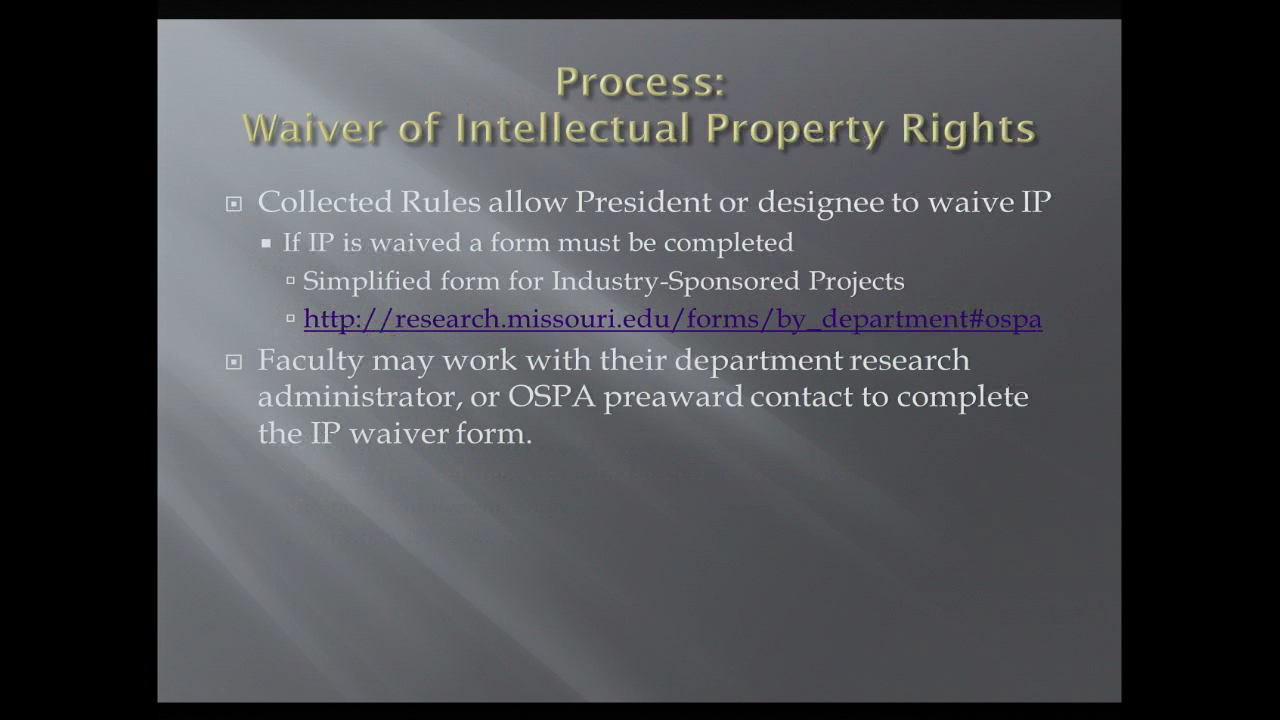 Process:
Waiver of Intellectual Property Rights
Collected Rules allow President or designee to waive IP
If IP is waived a form must be completed
Simplified form for Industry-Sponsored Projects
http://research.missouri.edu/forms/by_department#ospa
Faculty may work with their department research
administrator, or OSPA preaward contact to complete
the IP waiver form.